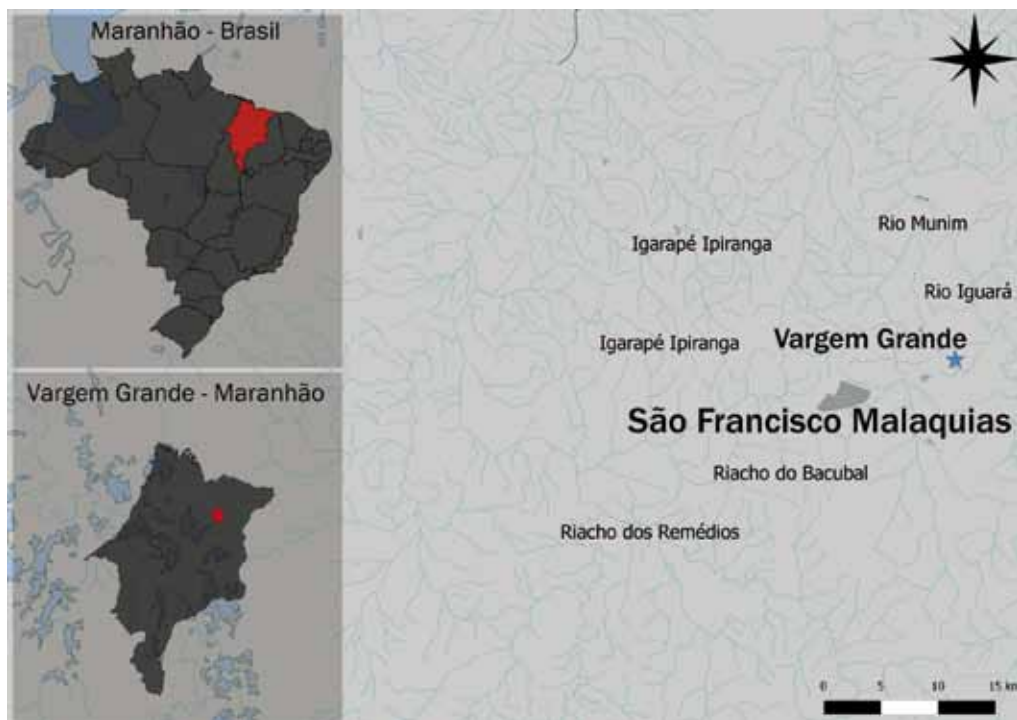 Maranhão - Brasil
Vargem Grande - Maranhão
Rio Munim
Igarapé Ipiranga
Rio Iguará
Vargem Grande
Igarapé Ipiranga
São Francisco Malaquias
Riacho do Bacubal
Riacho dos Remédios
0 5 10 15 km